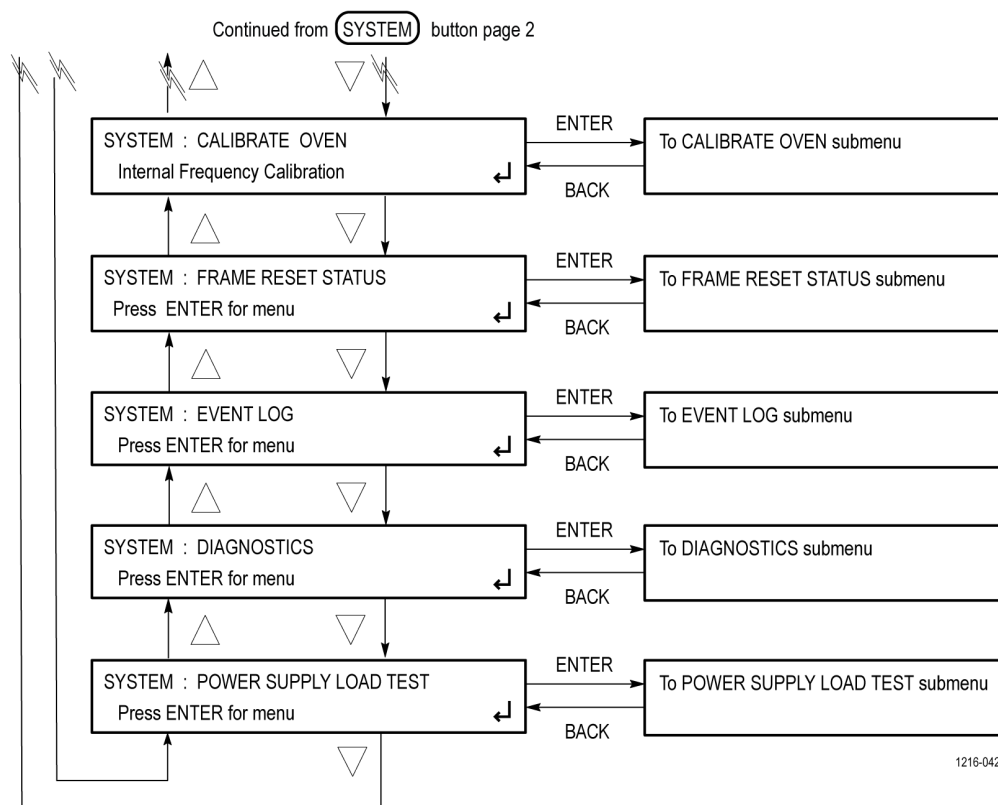 Continued from SYSTEM button page 2
SYSTEM : CALIBRATE OVEN
Internal Frequency Calibration
ENTER
BACK
To CALIBRATE OVEN submenu
SYSTEM : FRAME RESET STATUS
Press ENTER for menu
ENTER
BACK
To FRAME RESET STATUS submenu
SYSTEM : EVENT LOG
Press ENTER for menu
ENTER
BACK
To EVENT LOG submenu
SYSTEM : DIAGNOSTICS
Press ENTER for menu
ENTER
BACK
To DIAGNOSTICS submenu
SYSTEM : POWER SUPPLY LOAD TEST
Press ENTER for menu
ENTER
BACK
To POWER SUPPLY LOAD TEST submenu
1216-042